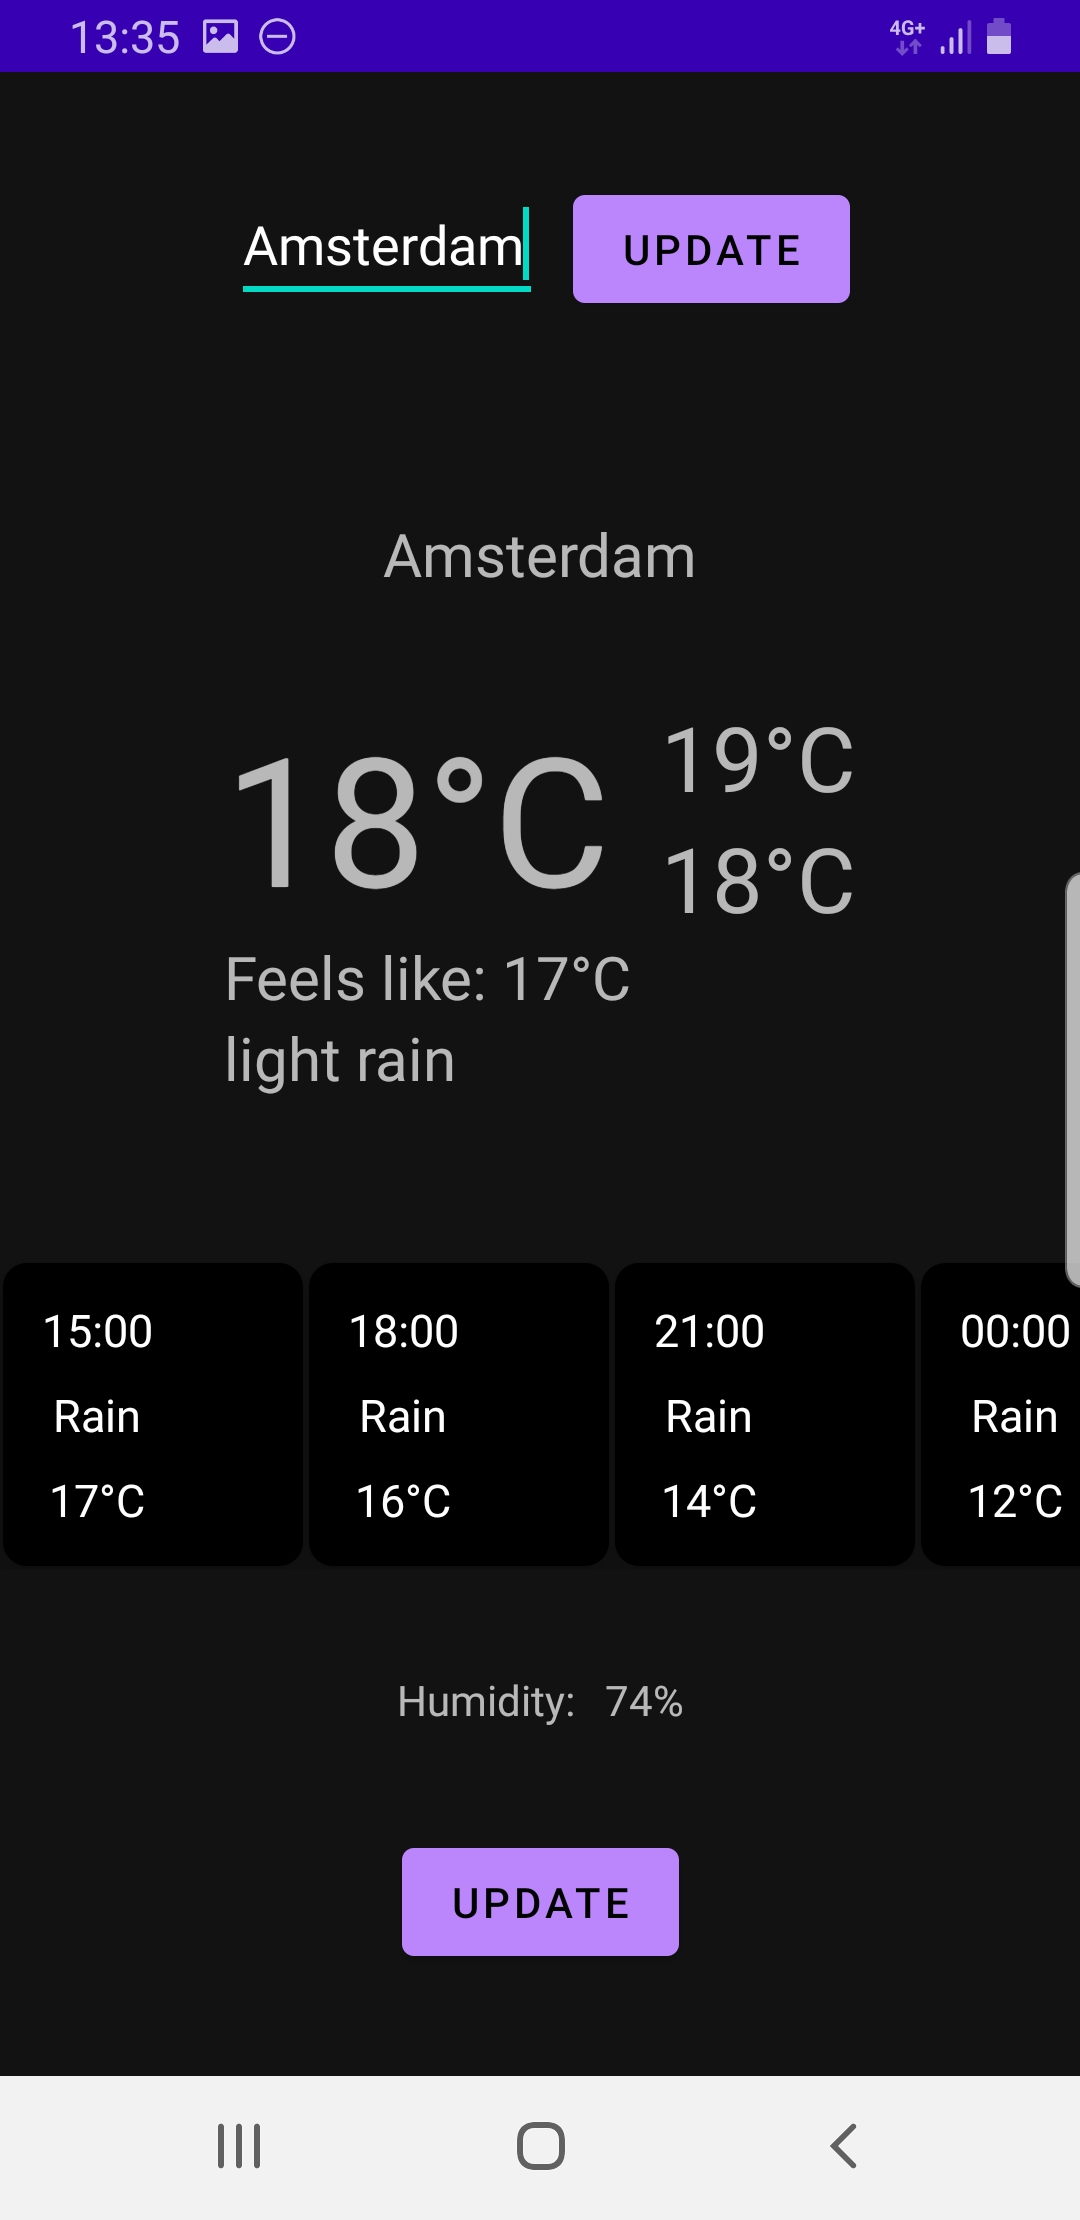 13:35 4G+
Amsterdam UPDATE
Amsterdam
18°C
19°C
18°C
Feels like: 17°C
light rain
15:00 18:00 21:00 00:00
Rain Rain Rain Rain
17°C 16°C 14°C 12°C
Humidity: 74%
UPDATE